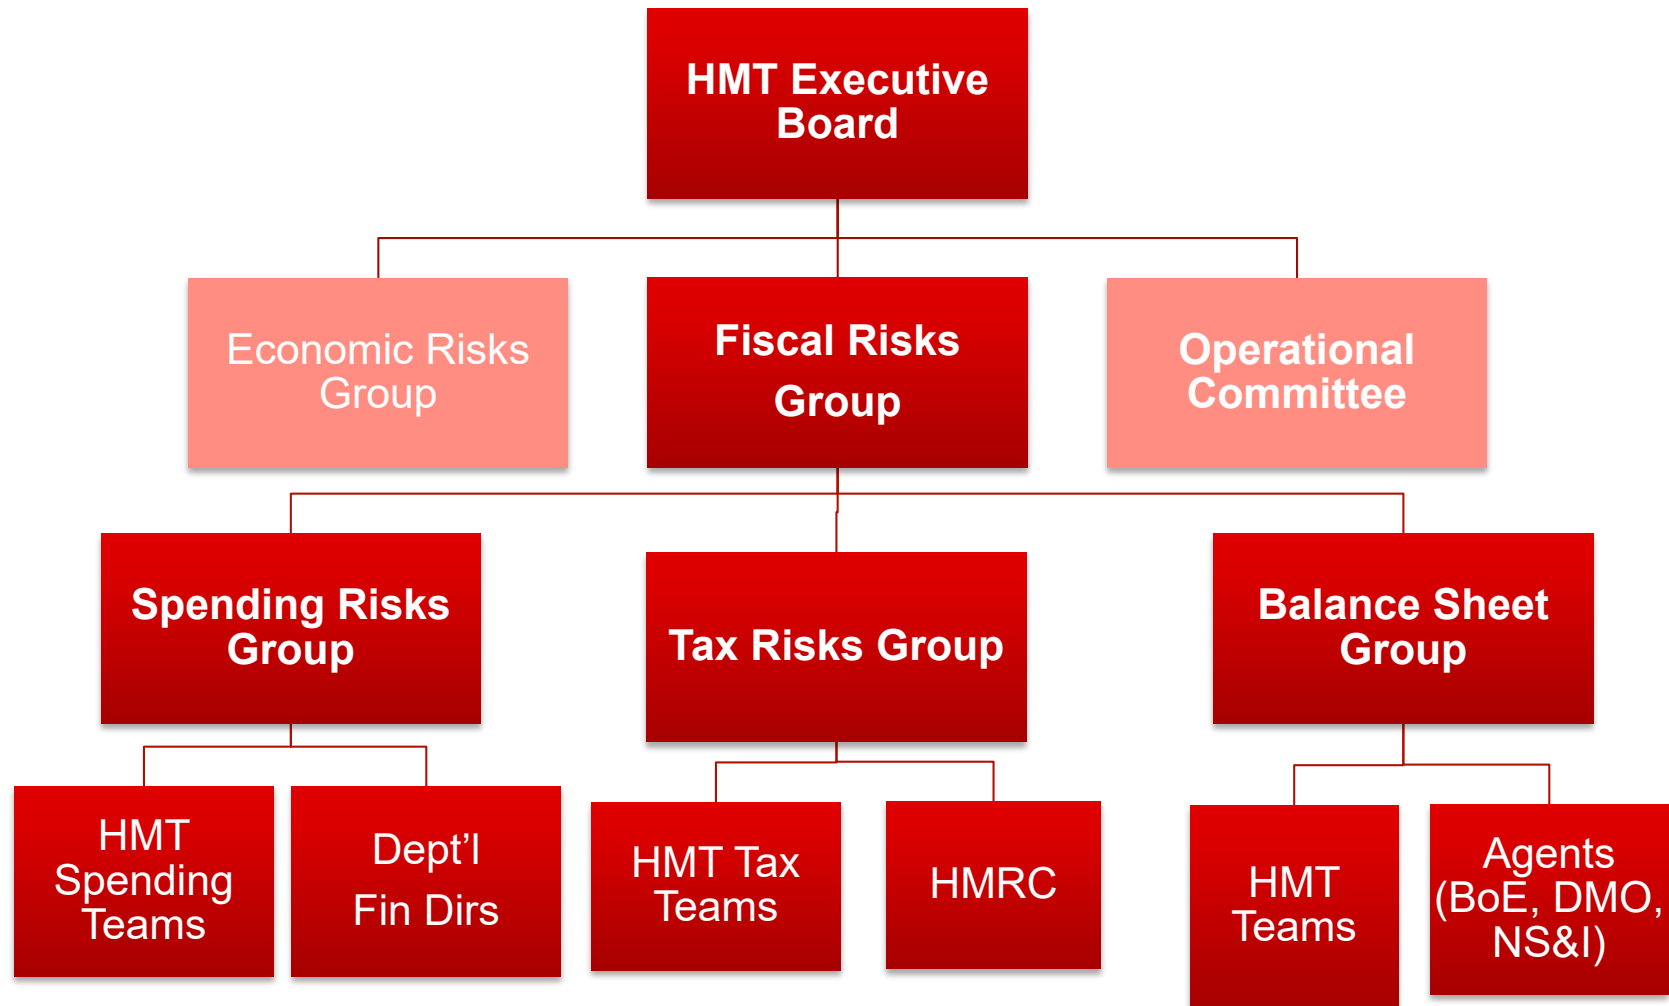 HMT Executive
Board
Economic Risks
Group
Fiscal Risks
Group
Operational
Committee
Spending Risks
Group
Tax Risks Group
Balance Sheet
Group
HMT
Spending
Teams
Dept’l
Fin Dirs
HMT Tax
Teams
HMRC
HMT
Teams
Agents
(BoE, DMO,
NS&I)